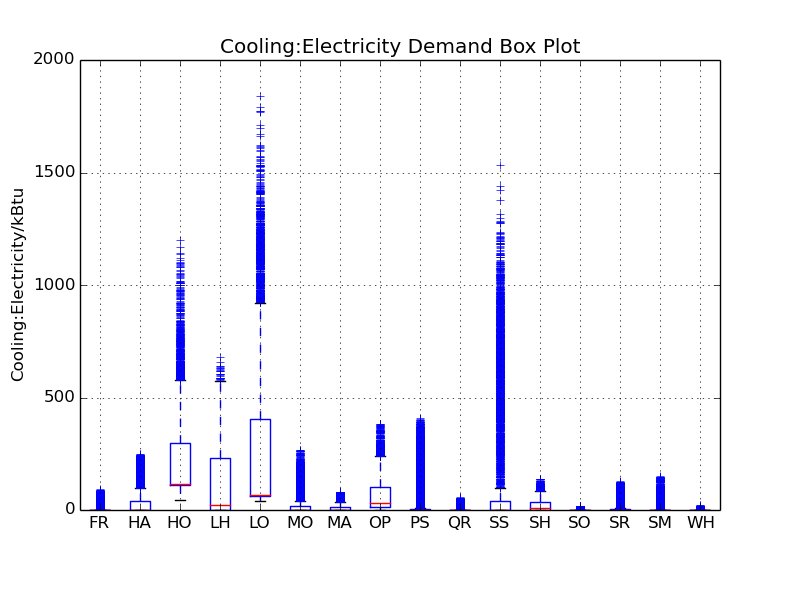 Cooling:Electricity Demand Box Plot
Cooling:Electricity/kBtu
2000
1500
1000
500
0
FR HA HO LH LO MO MA OP PS QR SS SH SO SR SM WH